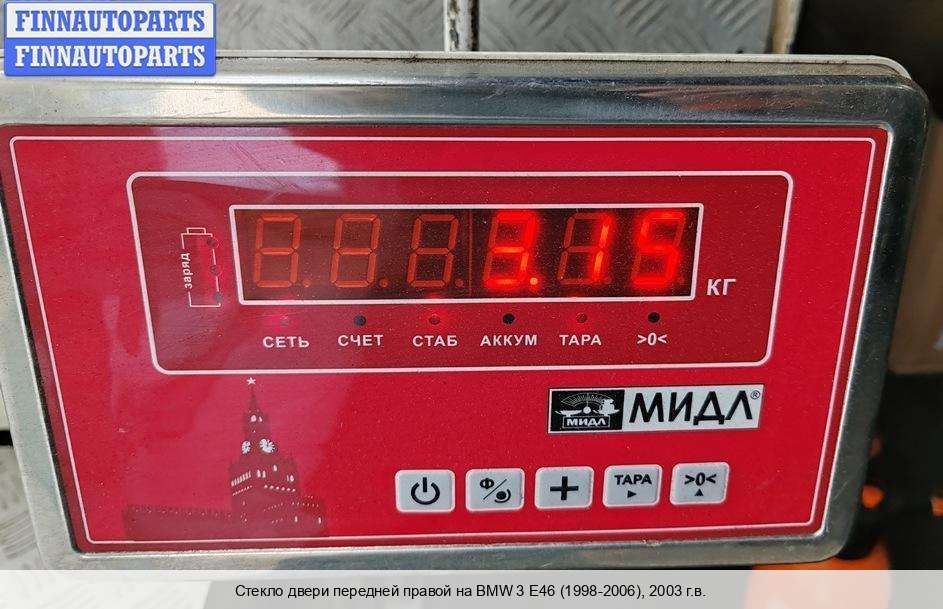 FINNAUTOPARTS
FINNAUTOPARTS
заряд
3.15
КГ
СЕТЬ СЧЕТ СТАБ АККУМ ТАРА >0<
МИДЛ МИДЛ®
Ф ТАРА >0<
Стекло двери передней правой на BMW 3 E46 (1998-2006), 2003 г.в.